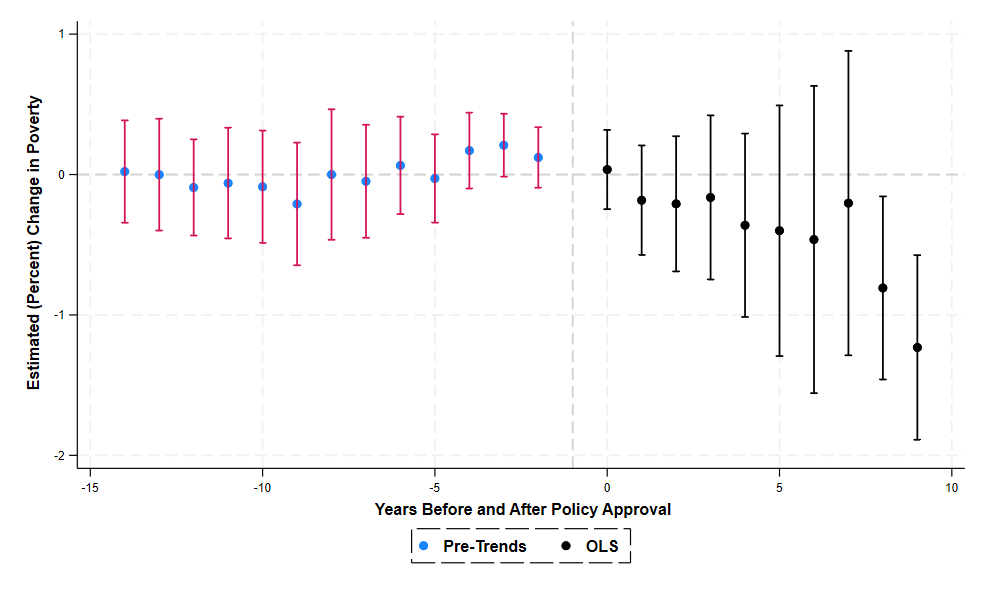 Estimated (Percent) Change in Poverty
1
0
-1
-2
-15 -10 -5 0 5 10
Years Before and After Policy Approval
Pre-Trends OLS